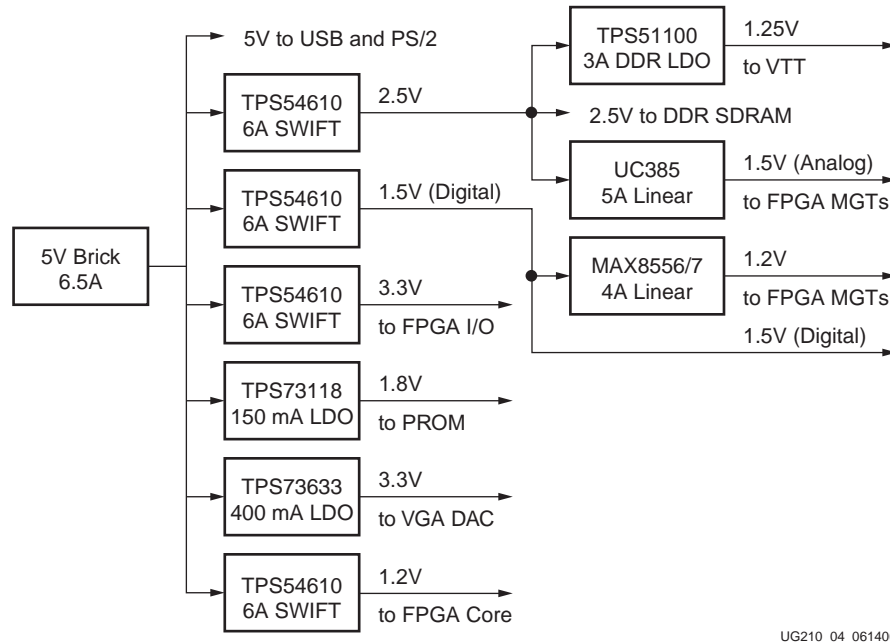 5V to USB and PS/2
TPS54610
6A SWIFT
2.5V
TPS51100
3A DDR LDO
1.25V
to VTT
2.5V to DDR SDRAM
UC385
5A Linear
1.5V (Analog)
to FPGA MGTs
TPS54610
6A SWIFT
1.5V (Digital)
MAX8556/7
4A Linear
1.2V
to FPGA MGTs
1.5V (Digital)
5V Brick
6.5A
TPS54610
6A SWIFT
3.3V
to FPGA I/O
TPS73118
150 mA LDO
1.8V
to PROM
TPS73633
400 mA LDO
3.3V
to VGA DAC
TPS54610
6A SWIFT
1.2V
to FPGA Core
UG210_04_06140